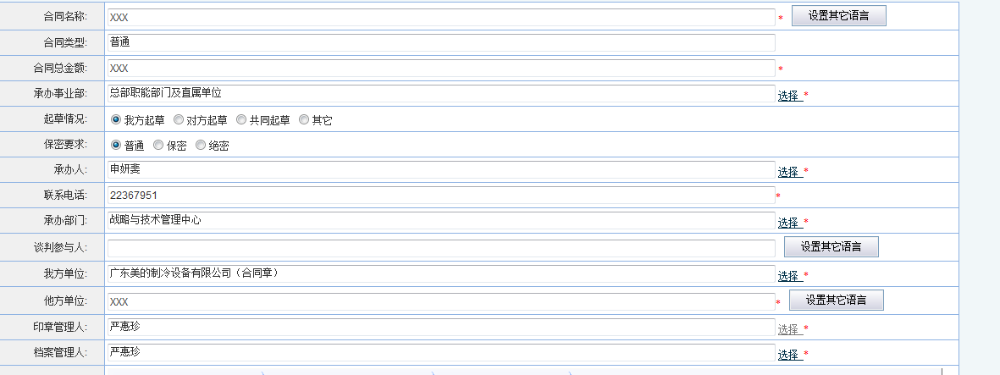 合同名称: XXX * 设置其它语言
合同类型: 普通
合同总金额: XXX *
承办事业部: 总部职能部门及直属单位 选择 *
起草情况: 我方起草 对方起草 共同起草 其它
保密要求: 普通 保密 绝密
承办人: 申妍斐 选择 *
联系电话: 22367951 *
承办部门: 战略与技术管理中心 选择 *
谈判参与人: 设置其它语言
我方单位: 广东美的制冷设备有限公司（合同章） 选择 *
他方单位: XXX * 设置其它语言
印章管理人: 严惠珍 选择 *
档案管理人: 严惠珍 选择 *